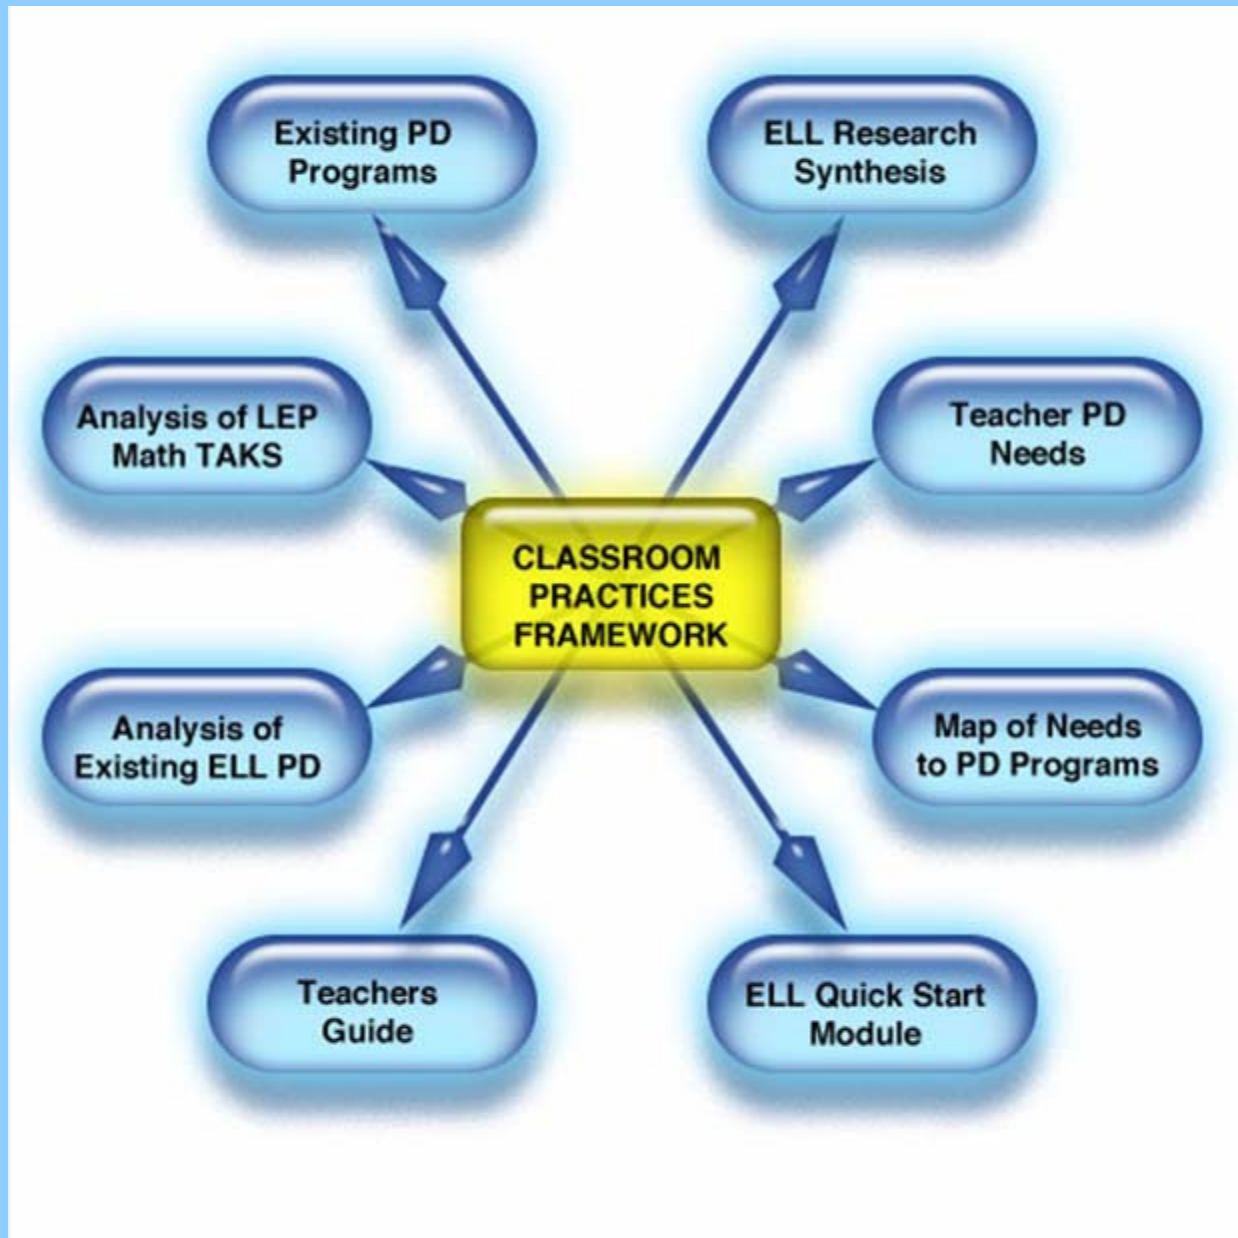 Existing PD
Programs
ELL Research
Synthesis
Analysis of LEP
Math TAKS
Teacher PD
Needs
CLASSROOM
PRACTICES
FRAMEWORK
Analysis of
Existing ELL PD
Map of Needs
to PD Programs
Teachers
Guide
ELL Quick Start
Module